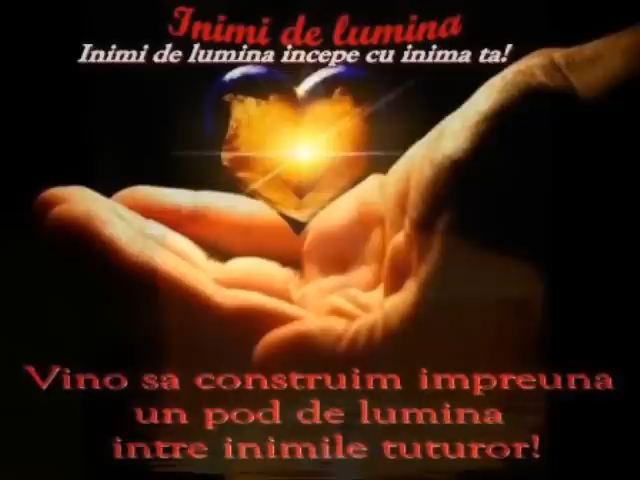 Inimi de lumina
Inimi de lumina incepe cu inima ta!
Vino sa construim impreuna
un pod de lumina
intre inimile tuturor!